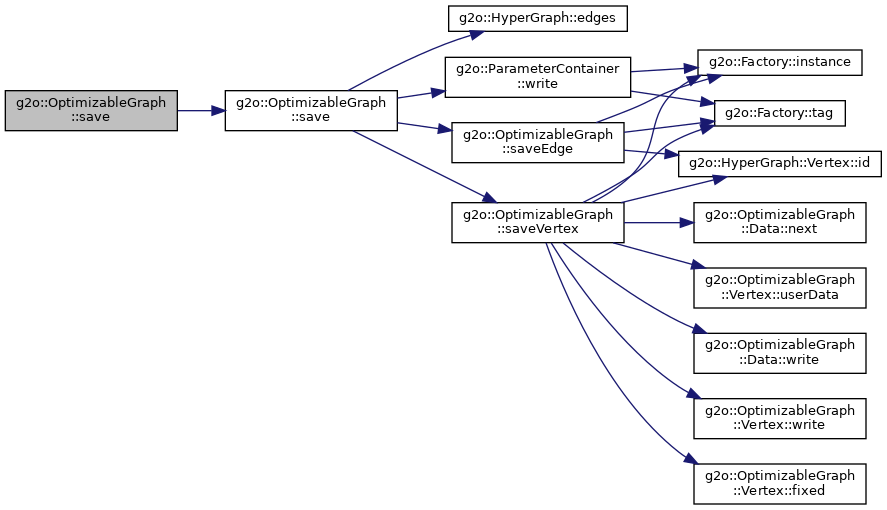 g2o::OptimizableGraph
::save
g2o::OptimizableGraph
::save
g2o::HyperGraph::edges
g2o::ParameterContainer
::write
g2o::OptimizableGraph
::saveEdge
g2o::OptimizableGraph
::saveVertex
g2o::Factory::instance
g2o::Factory::tag
g2o::HyperGraph::Vertex::id
g2o::OptimizableGraph
::Data::next
g2o::OptimizableGraph
::Vertex::userData
g2o::OptimizableGraph
::Data::write
g2o::OptimizableGraph
::Vertex::write
g2o::OptimizableGraph
::Vertex::fixed